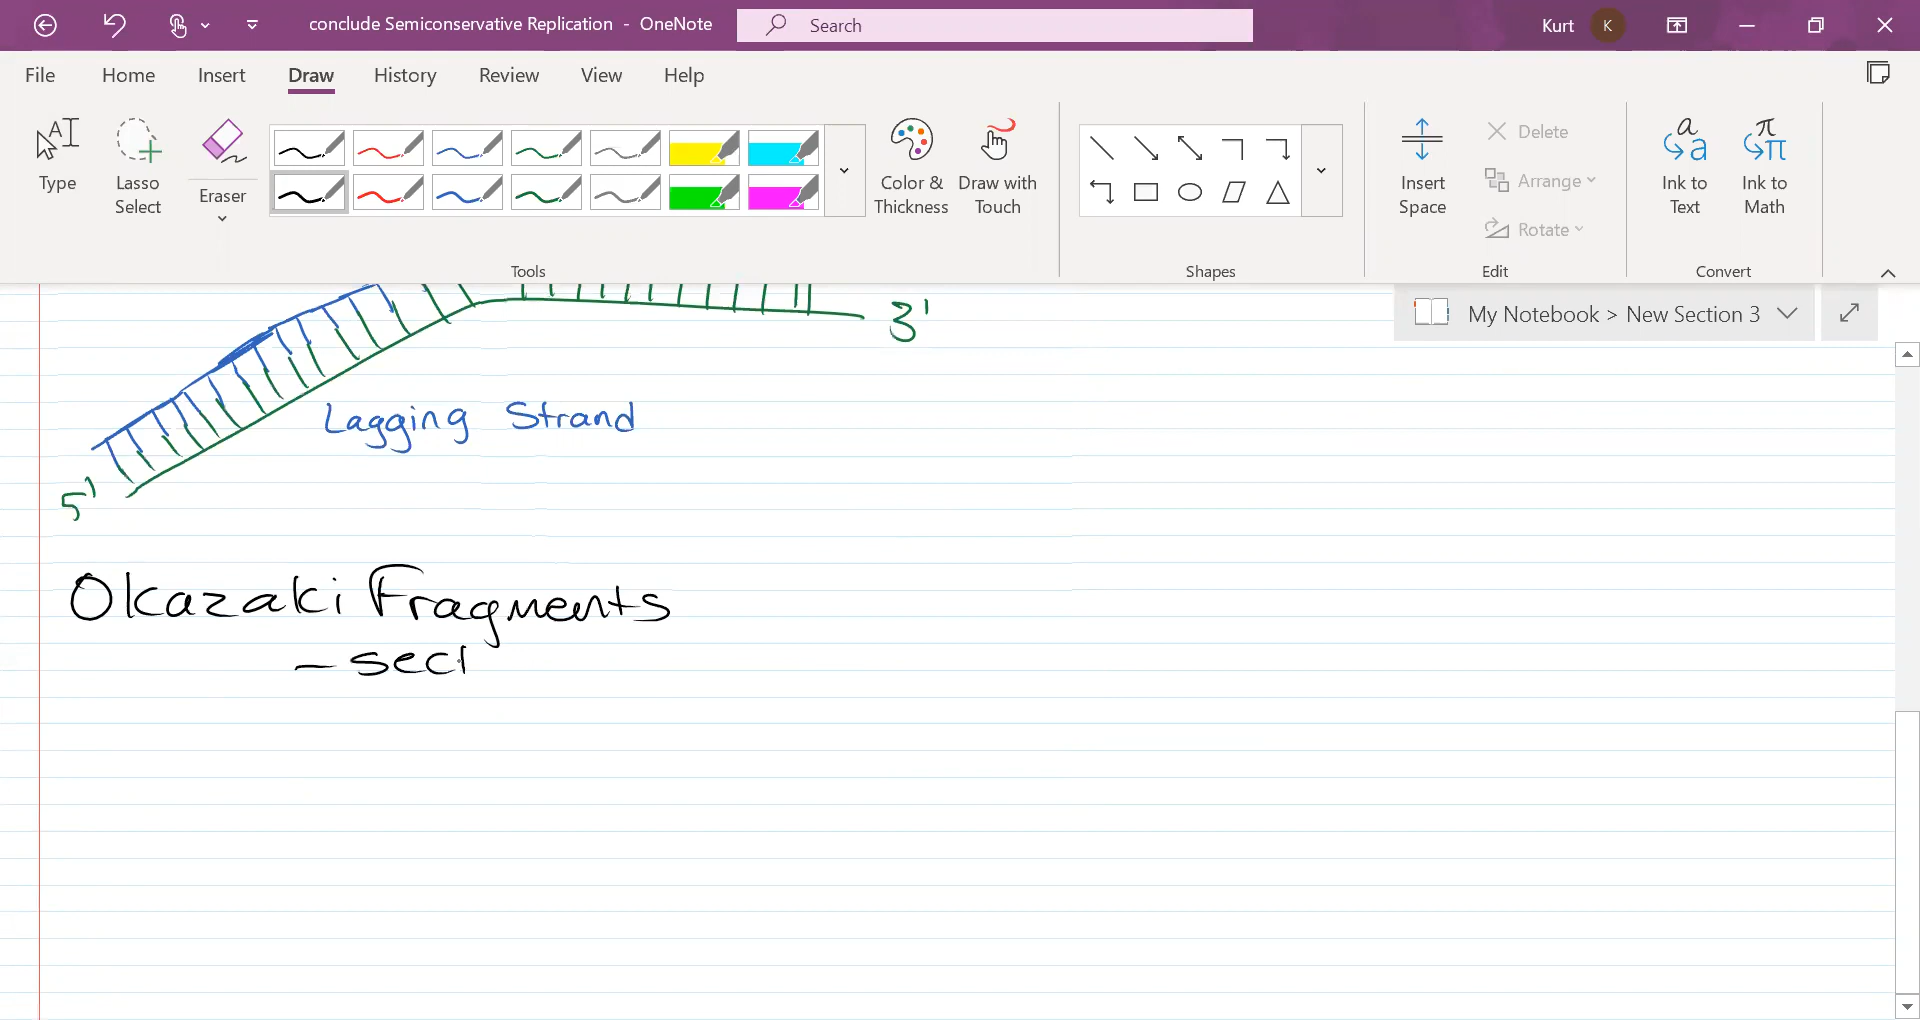 conclude Semiconservative Replication - OneNote
Search
Kurt K
File Home Insert Draw History Review View Help
Type
Lasso Select
Eraser
Color & Thickness
Draw with Touch
Insert Space
Delete
Arrange
Rotate
Ink to Text
Ink to Math
Tools Shapes Edit Convert
My Notebook > New Section 3
3'
Lagging Strand
5'
Okazaki Fragments